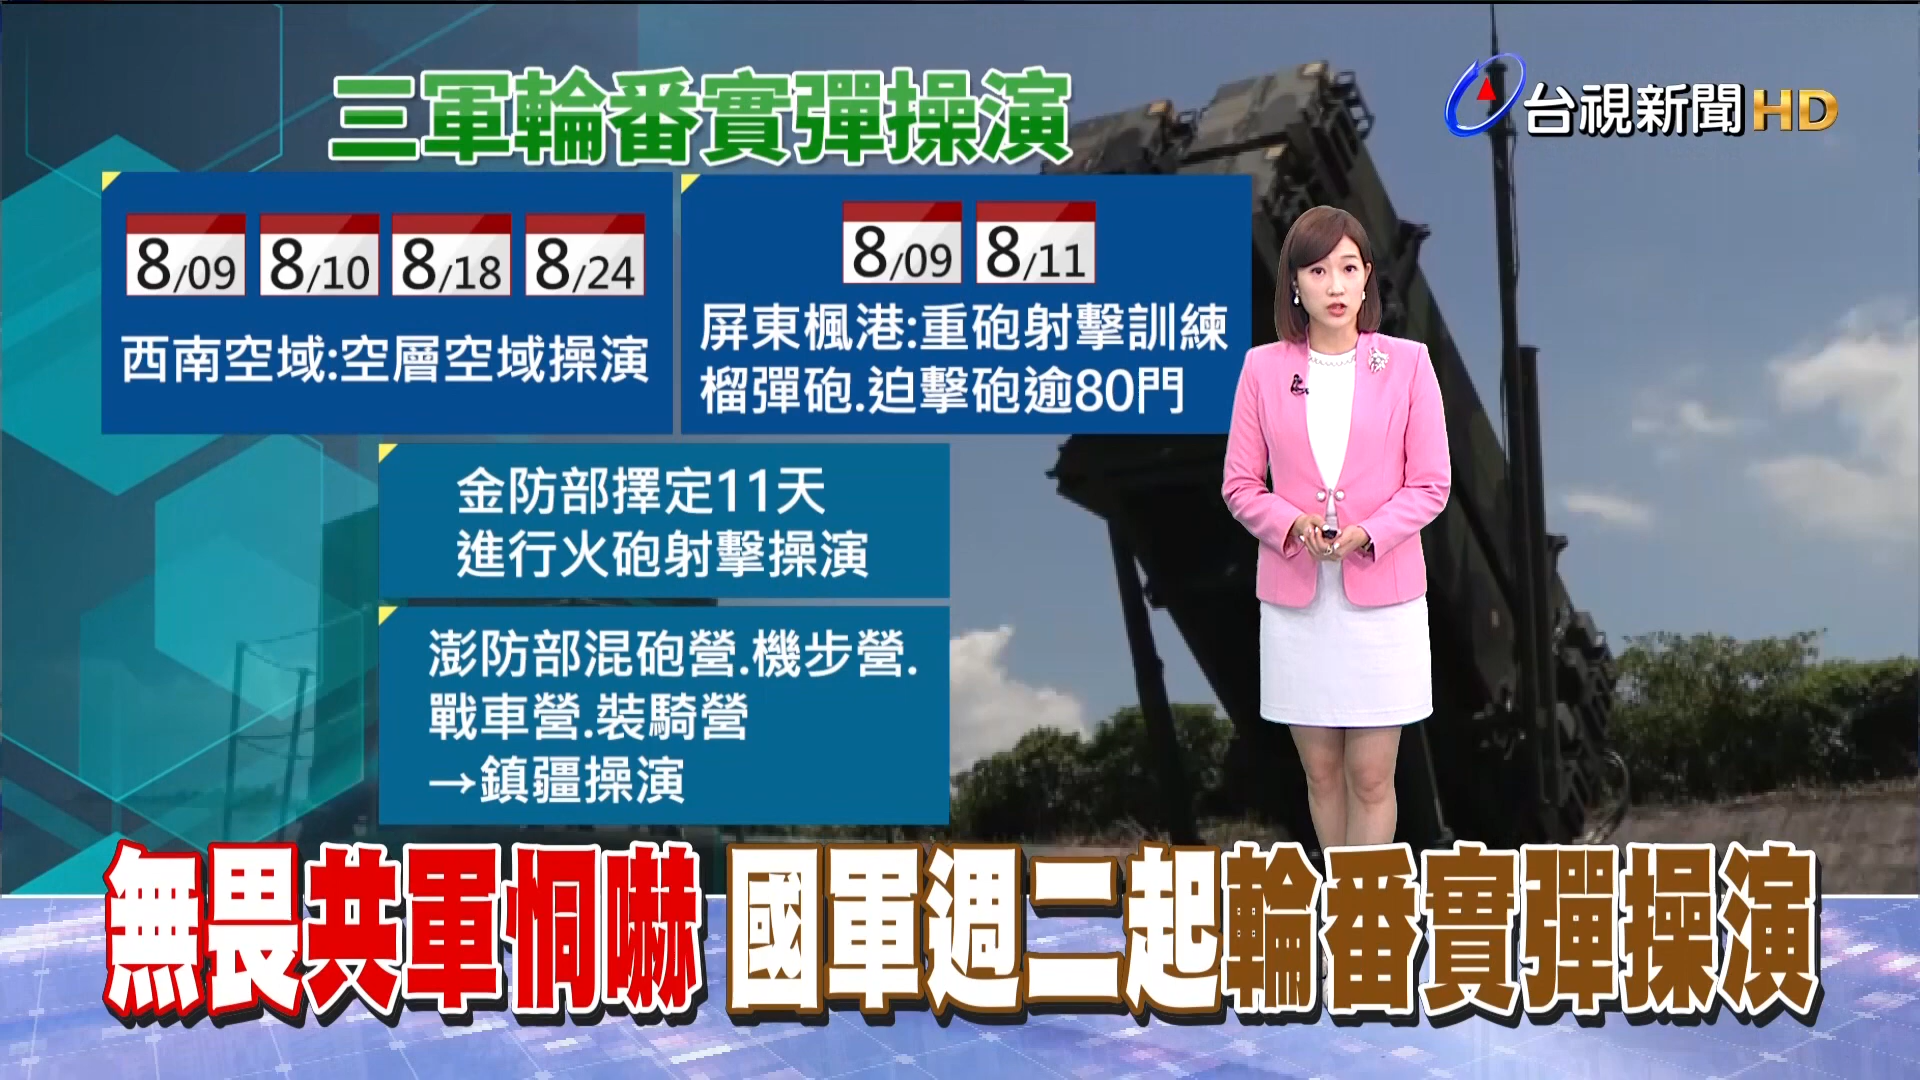 三軍輪番實彈操演
台視新聞HD
8/09 8/10 8/18 8/24
西南空域:空層空域操演
8/09 8/11
屏東楓港:重砲射擊訓練
榴彈砲.迫擊砲逾80門
金防部擇定11天
進行火砲射擊操演
澎防部混砲營.機步營.
戰車營.裝騎營
→鎮疆操演
無畏共軍恫嚇 國軍週二起輪番實彈操演